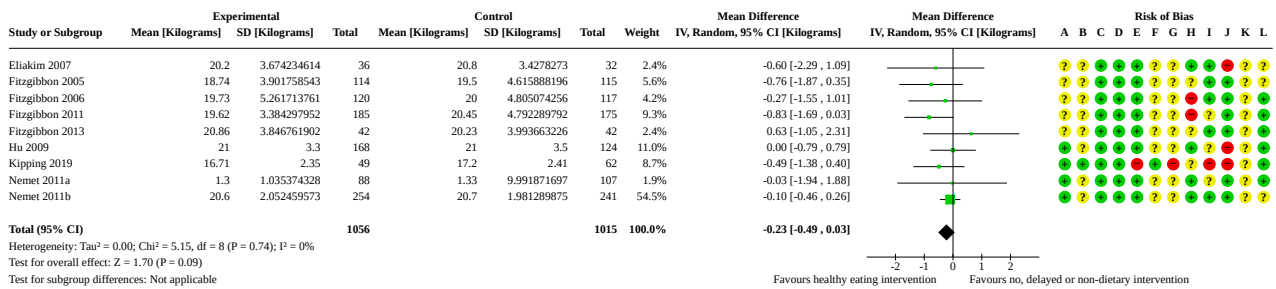 Experimental Control Mean Difference Mean Difference Risk of Bias
Study or Subgroup Mean [Kilograms] SD [Kilograms] Total Mean [Kilograms] SD [Kilograms] Total Weight IV, Random, 95% CI [Kilograms] IV, Random, 95% CI [Kilograms] A B C D E F G H I J K L
Eliakim 2007 20.2 3.674234614 36 20.8 3.4278273 32 2.4% -0.60 [-2.29 , 1.09] ? ? + + + ? ? + + − ? ?
Fitzgibbon 2005 18.74 3.901758543 114 19.5 4.615888196 115 5.6% -0.76 [-1.87 , 0.35] ? ? + + + ? ? ? + + ? +
Fitzgibbon 2006 19.73 5.261713761 120 20 4.805074256 117 4.2% -0.27 [-1.55 , 1.01] ? ? + + + ? ? − + + ? +
Fitzgibbon 2011 19.62 3.384297952 185 20.45 4.792289792 175 9.3% -0.83 [-1.69 , 0.03] ? ? + + + ? ? − ? ? ? +
Fitzgibbon 2013 20.86 3.846761902 42 20.23 3.993663226 42 2.4% 0.63 [-1.05 , 2.31] ? ? + + + ? ? + + ? ? +
Hu 2009 21 3.3 168 21 3.5 124 11.0% 0.00 [-0.79 , 0.79] + ? + + + ? ? + + − ? +
Kipping 2019 16.71 2.35 49 17.2 2.41 62 8.7% -0.49 [-1.38 , 0.40] + + + + − + − ? − − ? +
Nemet 2011a 1.3 1.035374328 88 1.33 9.991871697 107 1.9% -0.03 [-1.94 , 1.88] + ? + + + ? ? + ? + ? +
Nemet 2011b 20.6 2.052459573 254 20.7 1.981289875 241 54.5% -0.10 [-0.46 , 0.26] + ? + + + ? ? + + + ? ?
Total (95% CI) 1056 1015 100.0% -0.23 [-0.49 , 0.03]
Heterogeneity: Tau² = 0.00; Chi² = 5.15, df = 8 (P = 0.74); I² = 0%
Test for overall effect: Z = 1.70 (P = 0.09) -2 -1 0 1 2
Test for subgroup differences: Not applicable Favours healthy eating intervention Favours no, delayed or non-dietary intervention